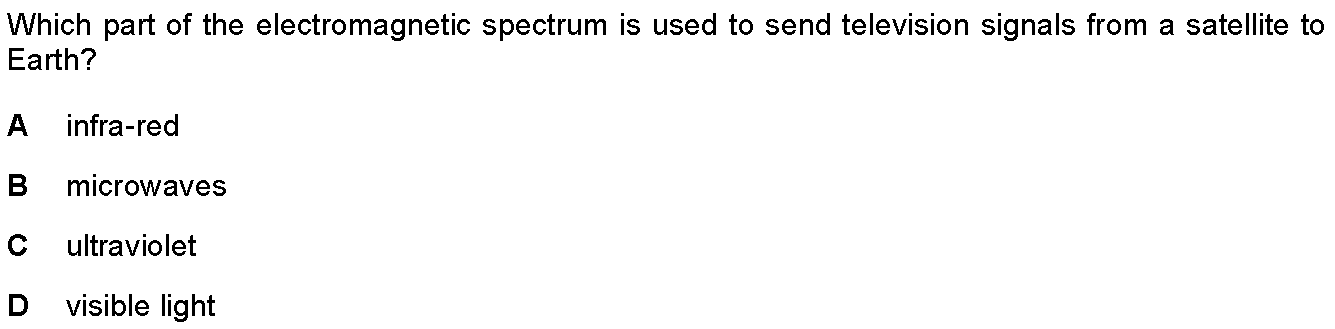 Which part of the electromagnetic spectrum is used to send television signals from a satellite to
Earth?
A infra-red
B microwaves
C ultraviolet
D visible light